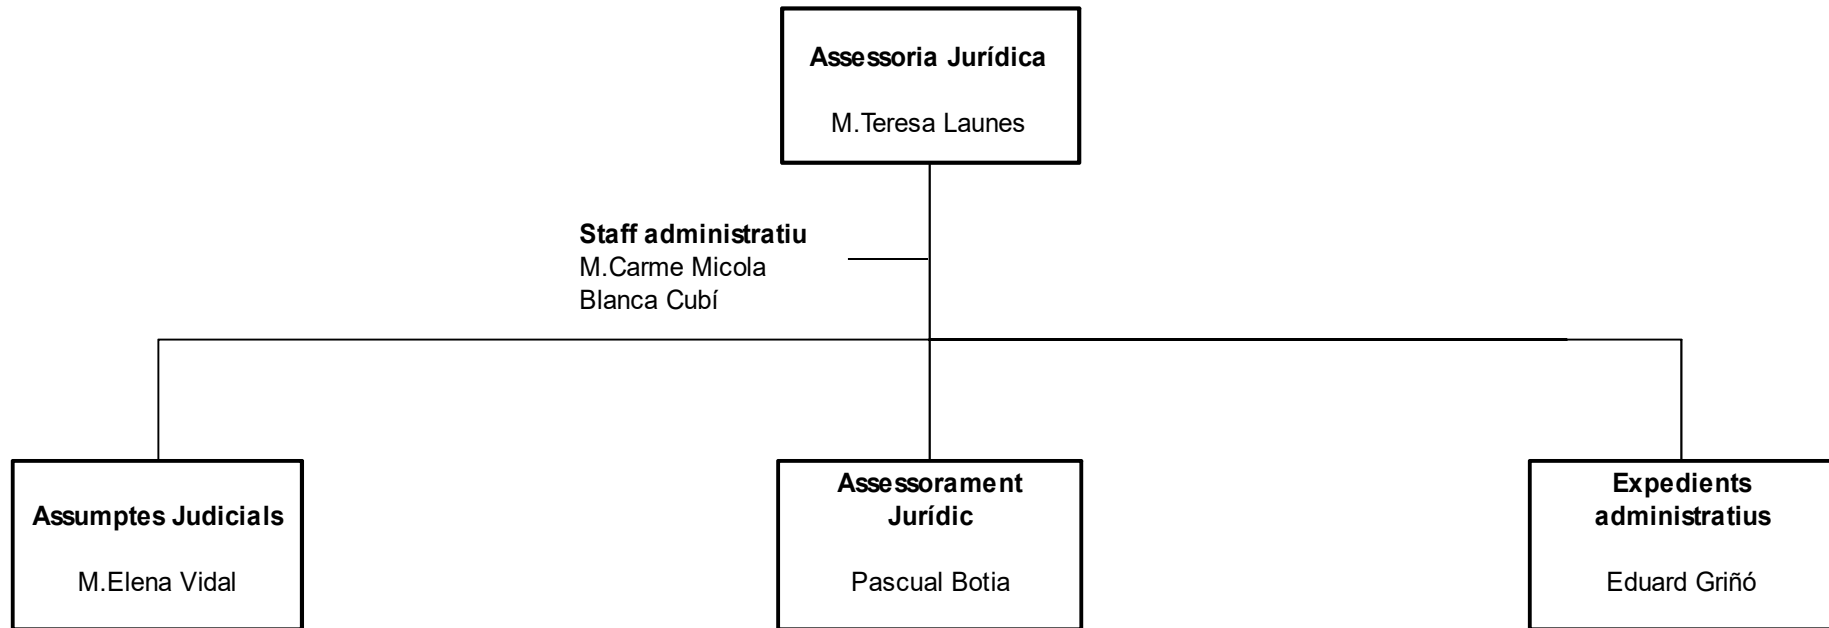 Assessoria Jurídica
M.Teresa Launes
Staff administratiu
M.Carme Micola
Blanca Cubí
Assumptes Judicials
M.Elena Vidal
Assessorament
Jurídic
Pascual Botia
Expedients
administratius
Eduard Griñó